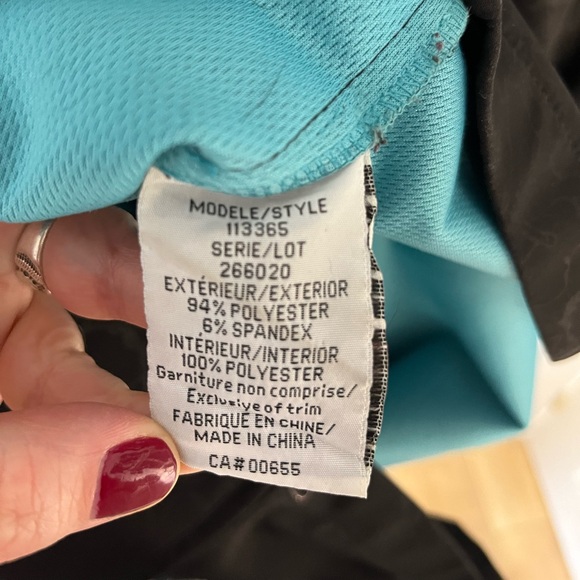 MODELE/STYLE
113365
SERIE/LOT
266020
EXTÉRIEUR/EXTERIOR
94% POLYESTER
6% SPANDEX
INTÉRIEUR/INTERIOR
100% POLYESTER
Garniture non comprise/
Exclusive of trim
FABRIQUE EN CHINE/
MADE IN CHINA
CA#00655